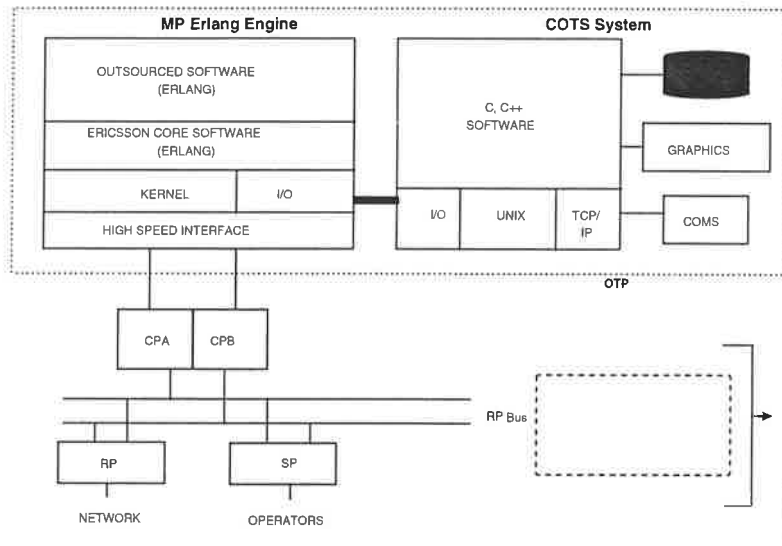 MP Erlang Engine
COTS System
OUTSOURCED SOFTWARE
(ERLANG)
ERICSSON CORE SOFTWARE
(ERLANG)
KERNEL
I/O
HIGH SPEED INTERFACE
C, C++
SOFTWARE
I/O
UNIX
TCP/
IP
GRAPHICS
COMS
OTP
CPA
CPB
RP Bus
RP
SP
NETWORK
OPERATORS